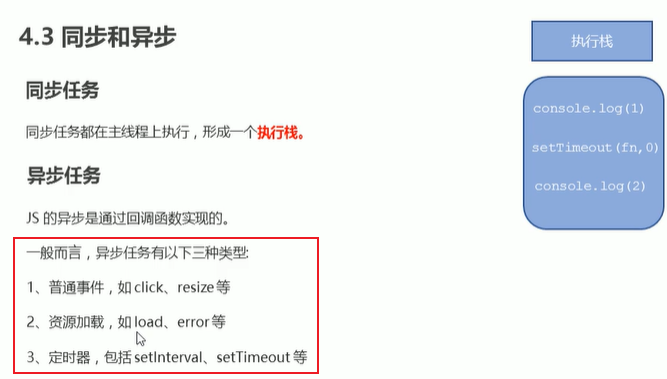 4.3 同步和异步
同步任务
同步任务都在主线程上执行，形成一个执行栈。
异步任务
JS 的异步是通过回调函数实现的。
一般而言，异步任务有以下三种类型:
1、普通事件，如 click、resize 等
2、资源加载，如 load、error 等
3、定时器，包括 setInterval、setTimeout 等
执行栈
console.log(1)
setTimeout(fn,0)
console.log(2)